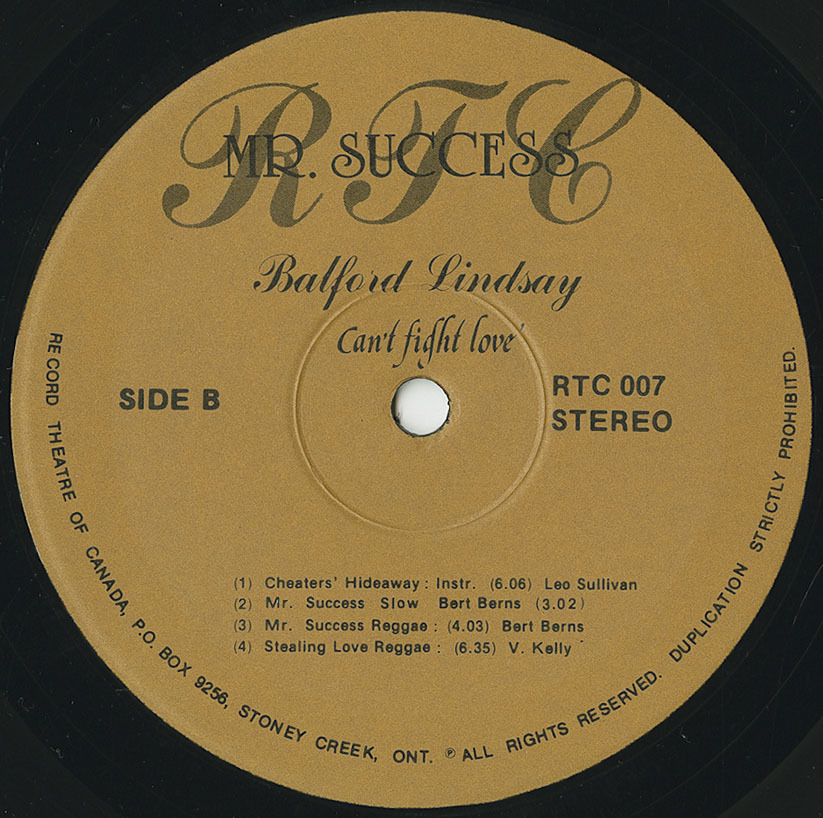 RTC
MR. SUCCESS
Balford Lindsay
Can't fight love
SIDE B
RTC 007
STEREO
(1) Cheaters' Hideaway : Instr. (6.06) Leo Sullivan
(2) Mr. Success Slow Bert Berns (3.02)
(3) Mr. Success Reggae : (4.03) Bert Berns
(4) Stealing Love Reggae : (6.35) V. Kelly
RECORD THEATRE OF CANADA, P.O. BOX 9256, STONEY CREEK, ONT. ℗ ALL RIGHTS RESERVED. DUPLICATION STRICTLY PROHIBITED.